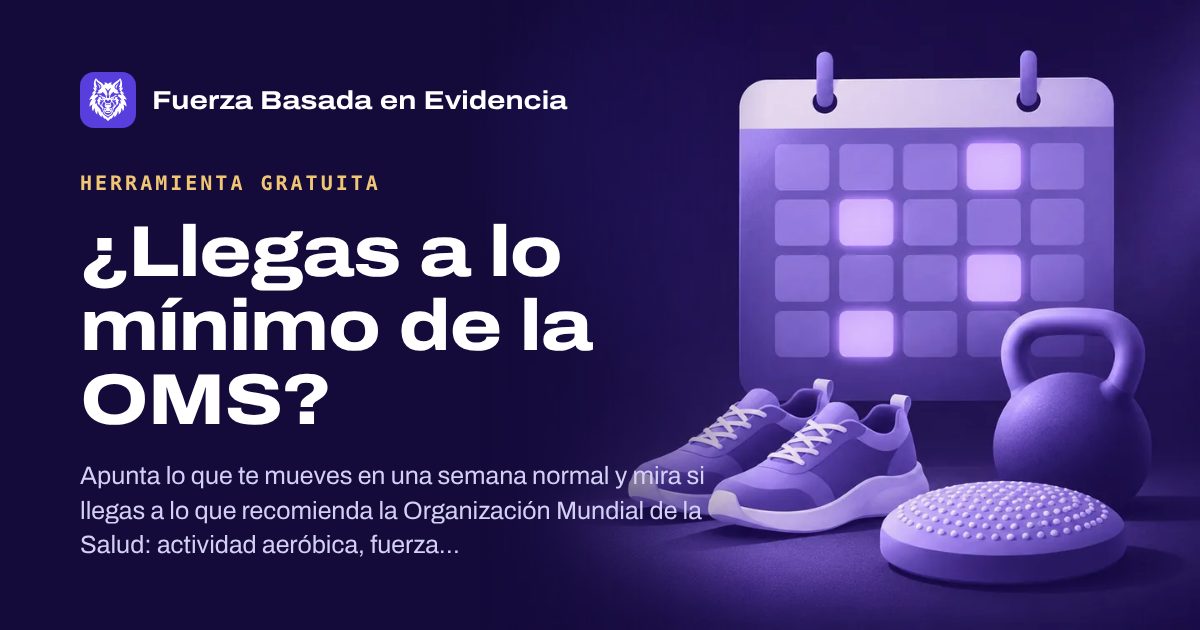 Fuerza Basada en Evidencia
HERRAMIENTA GRATUITA
¿Llegas a lo
mínimo de la
OMS?
Apunta lo que te mueves en una semana normal y mira si
llegas a lo que recomienda la Organización Mundial de la
Salud: actividad aeróbica, fuerza...